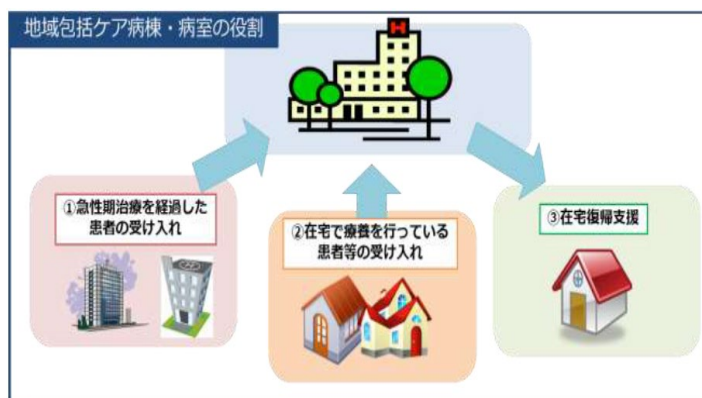 地域包括ケア病棟・病室の役割
H
①急性期治療を経過した
患者の受け入れ
②在宅で療養を行っている
患者等の受け入れ
③在宅復帰支援